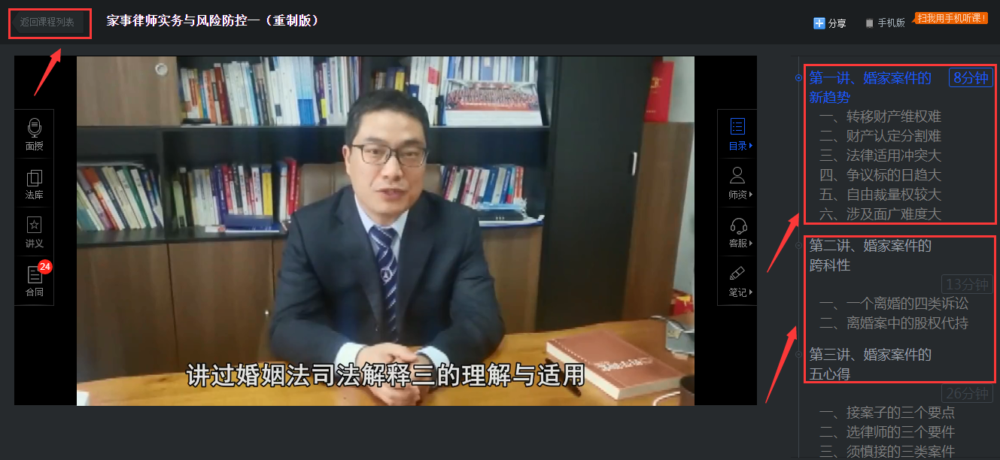 返回课程列表
家事律师实务与风险防控一（重制版）
分享
手机版
扫我用手机听课!
面授
法库
讲义
24
合同
目录
师资
客服
笔记
讲过婚姻法司法解释三的理解与适用
第一讲、婚家案件的
新趋势
8分钟
一、转移财产维权难
二、财产认定分割难
三、法律适用冲突大
四、争议标的日趋大
五、自由裁量权较大
六、涉及面广难度大
第二讲、婚家案件的
跨科性
13分钟
一、一个离婚的四类诉讼
二、离婚案中的股权代持
第三讲、婚家案件的
五心得
26分钟
一、接案子的三个要点
二、选律师的三个要件
三、须慎接的三类案件